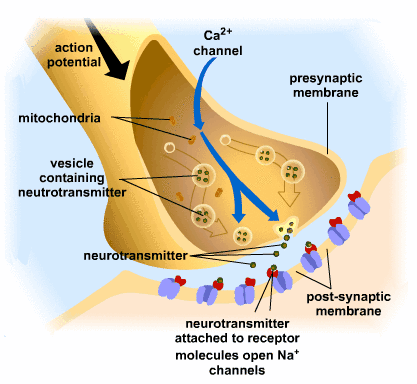 action
potential
Ca2+
channel
presynaptic
membrane
mitochondria
vesicle
containing
neutrotransmitter
neurotransmitter
post-synaptic
membrane
neurotransmitter
attached to receptor
molecules open Na+
channels